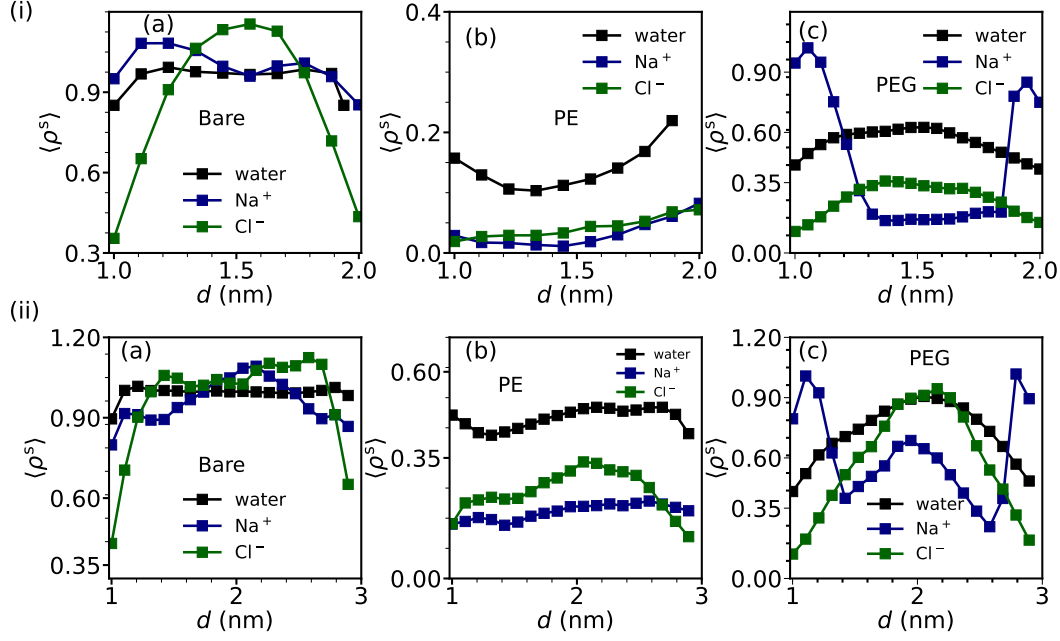 (i)
(a)
Bare
water
Na⁺
Cl⁻
⟨ρˢ⟩
0.9
0.6
0.3
1.0
1.5
2.0
d (nm)
(b)
PE
water
Na⁺
Cl⁻
⟨ρˢ⟩
0.4
0.2
0.0
1.0
1.5
2.0
d (nm)
(c)
PEG
water
Na⁺
Cl⁻
⟨ρˢ⟩
0.90
0.60
0.35
0.00
1.0
1.5
2.0
d (nm)
(ii)
(a)
Bare
water
Na⁺
Cl⁻
⟨ρˢ⟩
1.20
0.90
0.60
0.35
1
2
3
d (nm)
(b)
PE
water
Na⁺
Cl⁻
⟨ρˢ⟩
0.60
0.35
0.00
1
2
3
d (nm)
(c)
PEG
water
Na⁺
Cl⁻
⟨ρˢ⟩
1.20
0.90
0.60
0.35
0.00
1
2
3
d (nm)